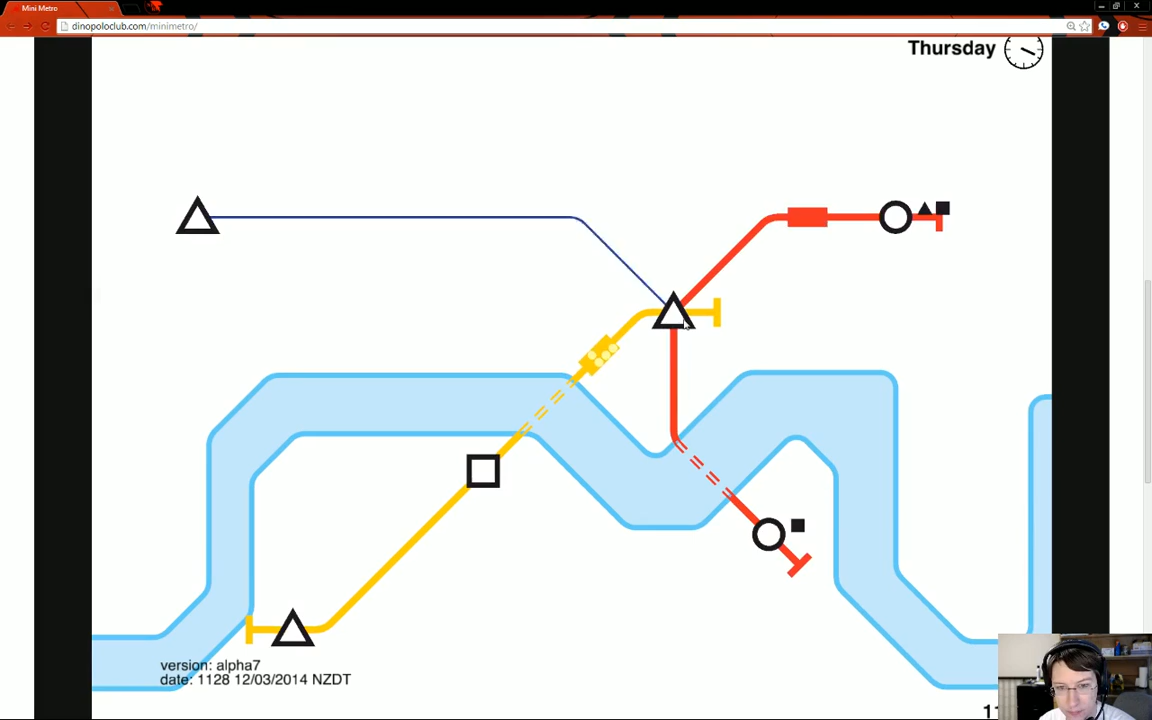 Mini Metro
dinopoloclub.com/minimetro/
Thursday
version: alpha7
date: 1128 12/03/2014 NZDT